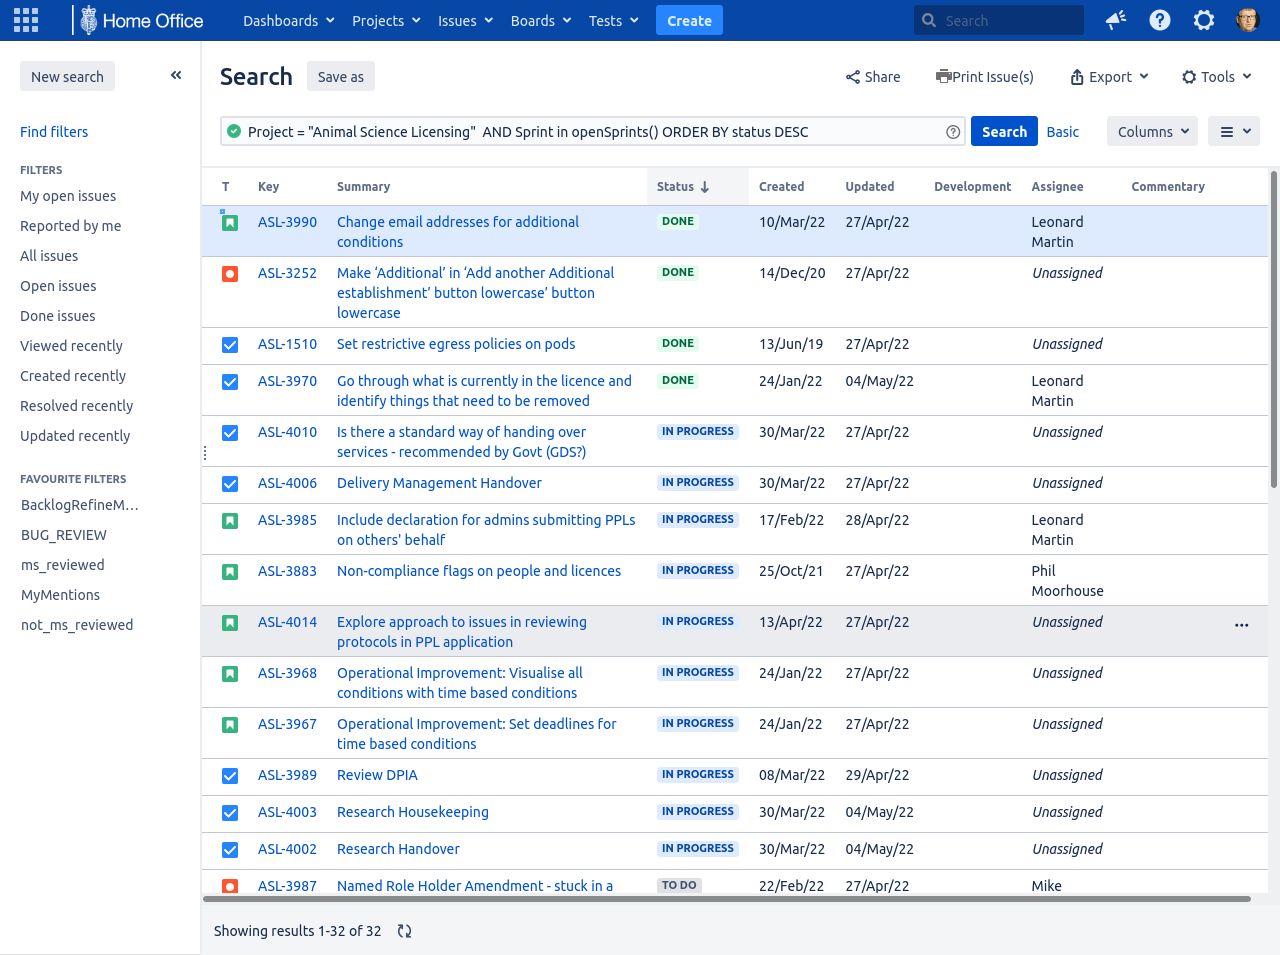 Home Office Dashboards Projects Issues Boards Tests Create Search
New search
Find filters
FILTERS
My open issues
Reported by me
All issues
Open issues
Done issues
Viewed recently
Created recently
Resolved recently
Updated recently
FAVOURITE FILTERS
BacklogRefineM...
BUG_REVIEW
ms_reviewed
MyMentions
not_ms_reviewed
Search Save as Share Print Issue(s) Export Tools
Project = "Animal Science Licensing" AND Sprint in openSprints() ORDER BY status DESC Search Basic Columns
T Key Summary Status Created Updated Development Assignee Commentary
ASL-3990 Change email addresses for additional DONE 10/Mar/22 27/Apr/22 Leonard
conditions Martin
ASL-3252 Make ‘Additional’ in ‘Add another Additional DONE 14/Dec/20 27/Apr/22 Unassigned
establishment’ button lowercase’ button
lowercase
ASL-1510 Set restrictive egress policies on pods DONE 13/Jun/19 27/Apr/22 Unassigned
ASL-3970 Go through what is currently in the licence and DONE 24/Jan/22 04/May/22 Leonard
identify things that need to be removed Martin
ASL-4010 Is there a standard way of handing over IN PROGRESS 30/Mar/22 27/Apr/22 Unassigned
services - recommended by Govt (GDS?)
ASL-4006 Delivery Management Handover IN PROGRESS 30/Mar/22 27/Apr/22 Unassigned
ASL-3985 Include declaration for admins submitting PPLs IN PROGRESS 17/Feb/22 28/Apr/22 Leonard
on others' behalf Martin
ASL-3883 Non-compliance flags on people and licences IN PROGRESS 25/Oct/21 27/Apr/22 Phil
Moorhouse
ASL-4014 Explore approach to issues in reviewing IN PROGRESS 13/Apr/22 27/Apr/22 Unassigned
protocols in PPL application
ASL-3968 Operational Improvement: Visualise all IN PROGRESS 24/Jan/22 27/Apr/22 Unassigned
conditions with time based conditions
ASL-3967 Operational Improvement: Set deadlines for IN PROGRESS 24/Jan/22 27/Apr/22 Unassigned
time based conditions
ASL-3989 Review DPIA IN PROGRESS 08/Mar/22 29/Apr/22 Unassigned
ASL-4003 Research Housekeeping IN PROGRESS 30/Mar/22 04/May/22 Unassigned
ASL-4002 Research Handover IN PROGRESS 30/Mar/22 04/May/22 Unassigned
ASL-3987 Named Role Holder Amendment - stuck in a TO DO 22/Feb/22 27/Apr/22 Mike
Showing results 1-32 of 32